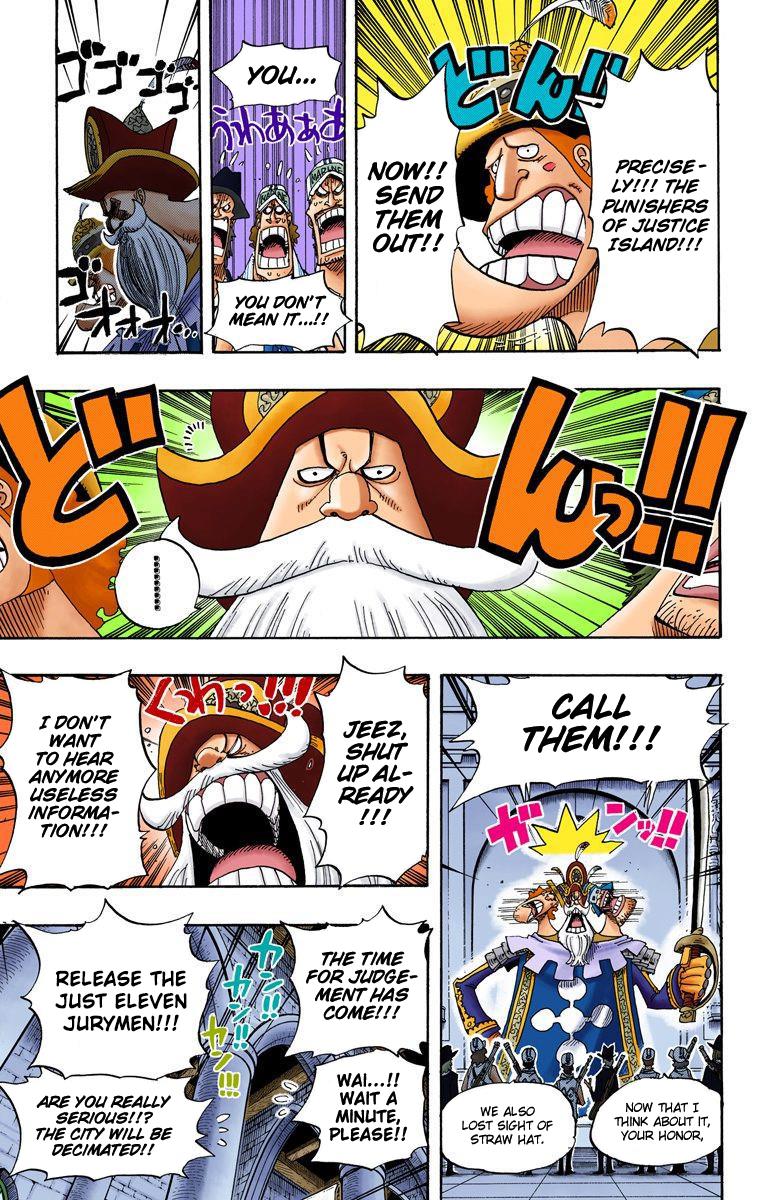 どんっ!!
PRECISE-
LY!!! THE
PUNISHERS
OF JUSTICE
ISLAND!!!
NOW!!
SEND
THEM
OUT!!
YOU...
うわあぁあ
MARINE
MARINE
YOU DON'T
MEAN IT...!!
ゴゴゴゴ
ゴオオオ...
どんっ!!
..........!
CALL
THEM!!!
ガーンッ!!
NOW THAT I
THINK ABOUT IT,
YOUR HONOR,
WE ALSO
LOST SIGHT OF
STRAW HAT.
くわっ!!!
JEEZ,
SHUT
UP AL-
READY
!!!
I DON'T
WANT
TO HEAR
ANYMORE
USELESS
INFORMA-
TION!!!
THE TIME
FOR JUDGE-
MENT HAS
COME!!!
カン!!
カン!!
カン!!!
RELEASE THE
JUST ELEVEN
JURYMEN!!!
WAI...!!
WAIT A
MINUTE,
PLEASE!!
ARE YOU REALLY
SERIOUS!!?
THE CITY WILL BE
DECIMATED!!